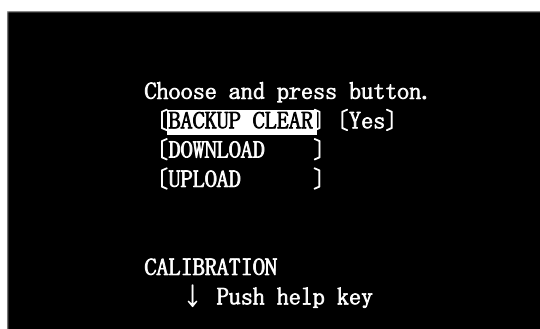 Choose and press button.
[BACKUP CLEAR] [Yes]
[DOWNLOAD ]
[UPLOAD ]
CALIBRATION
↓ Push help key